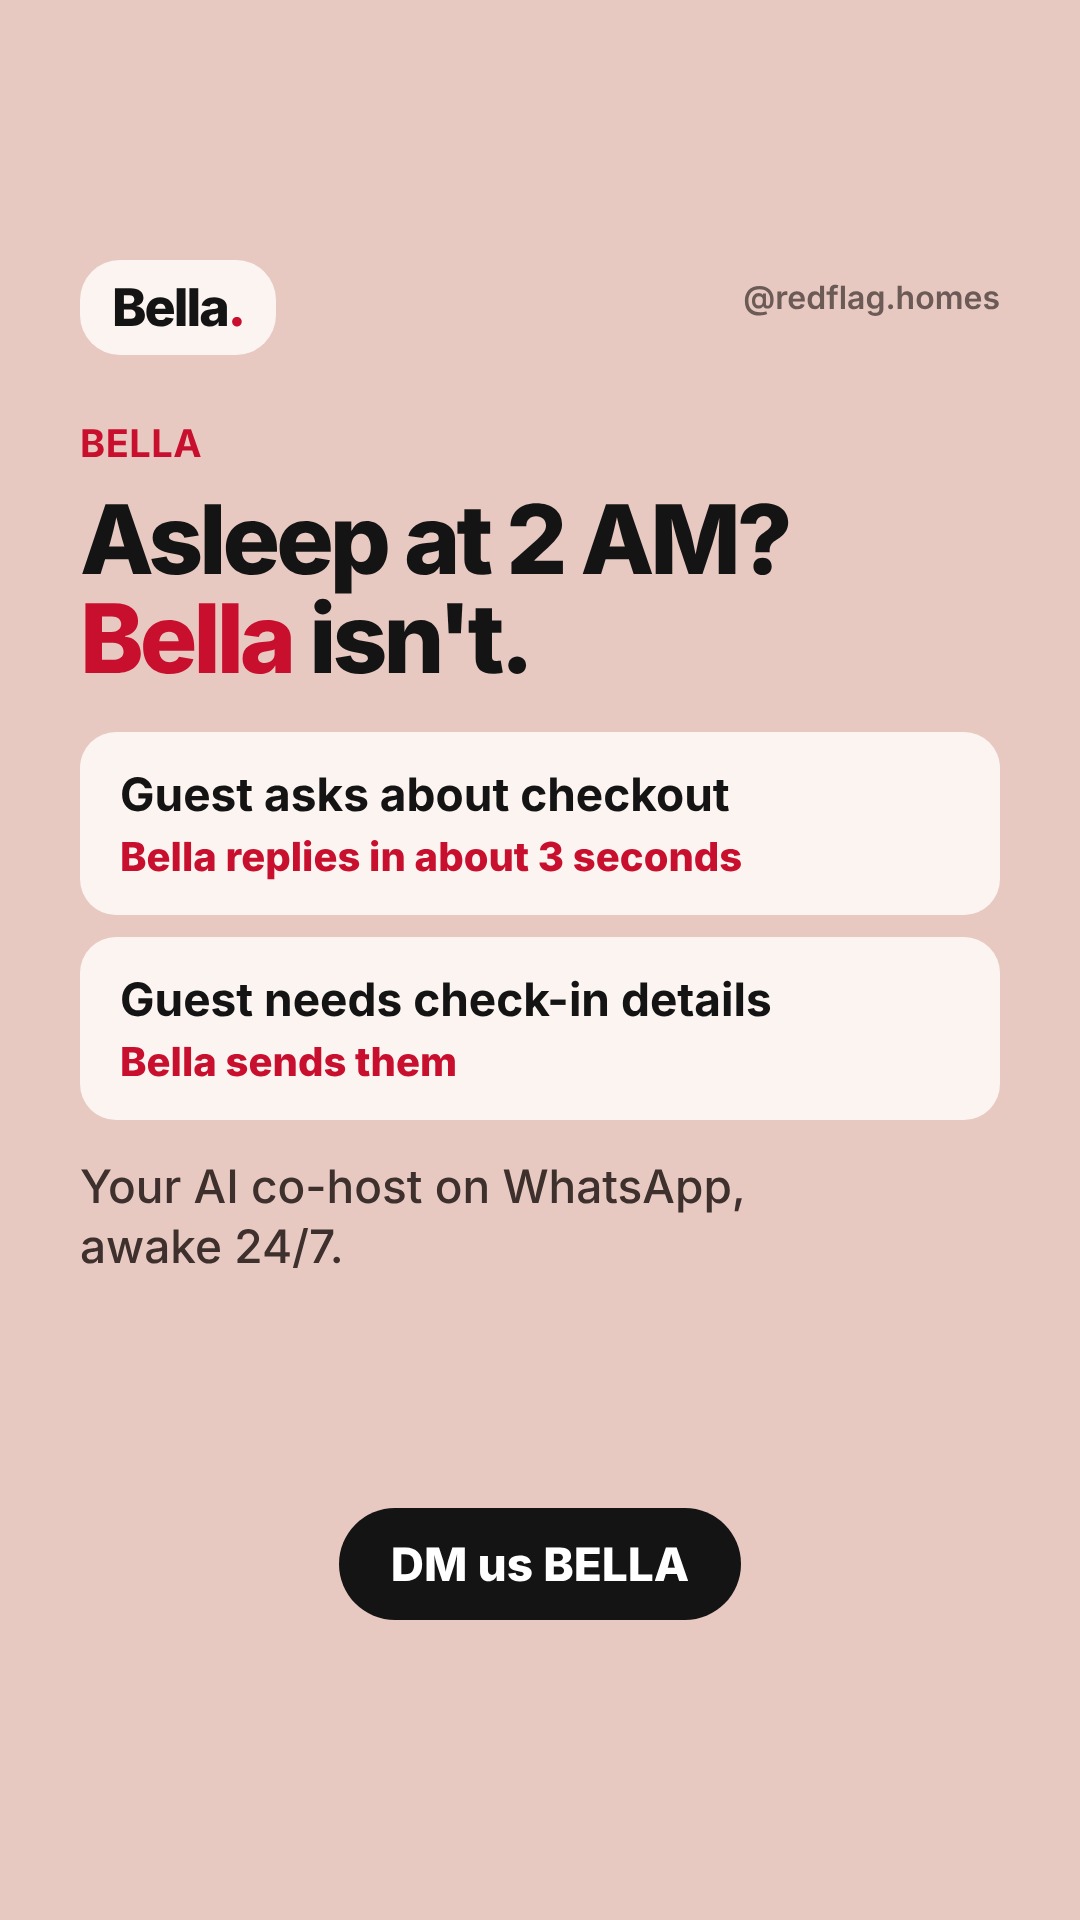 Bella.
@redflag.homes
BELLA
Asleep at 2 AM?
Bella isn't.
Guest asks about checkout
Bella replies in about 3 seconds
Guest needs check-in details
Bella sends them
Your AI co-host on WhatsApp,
awake 24/7.
DM us BELLA